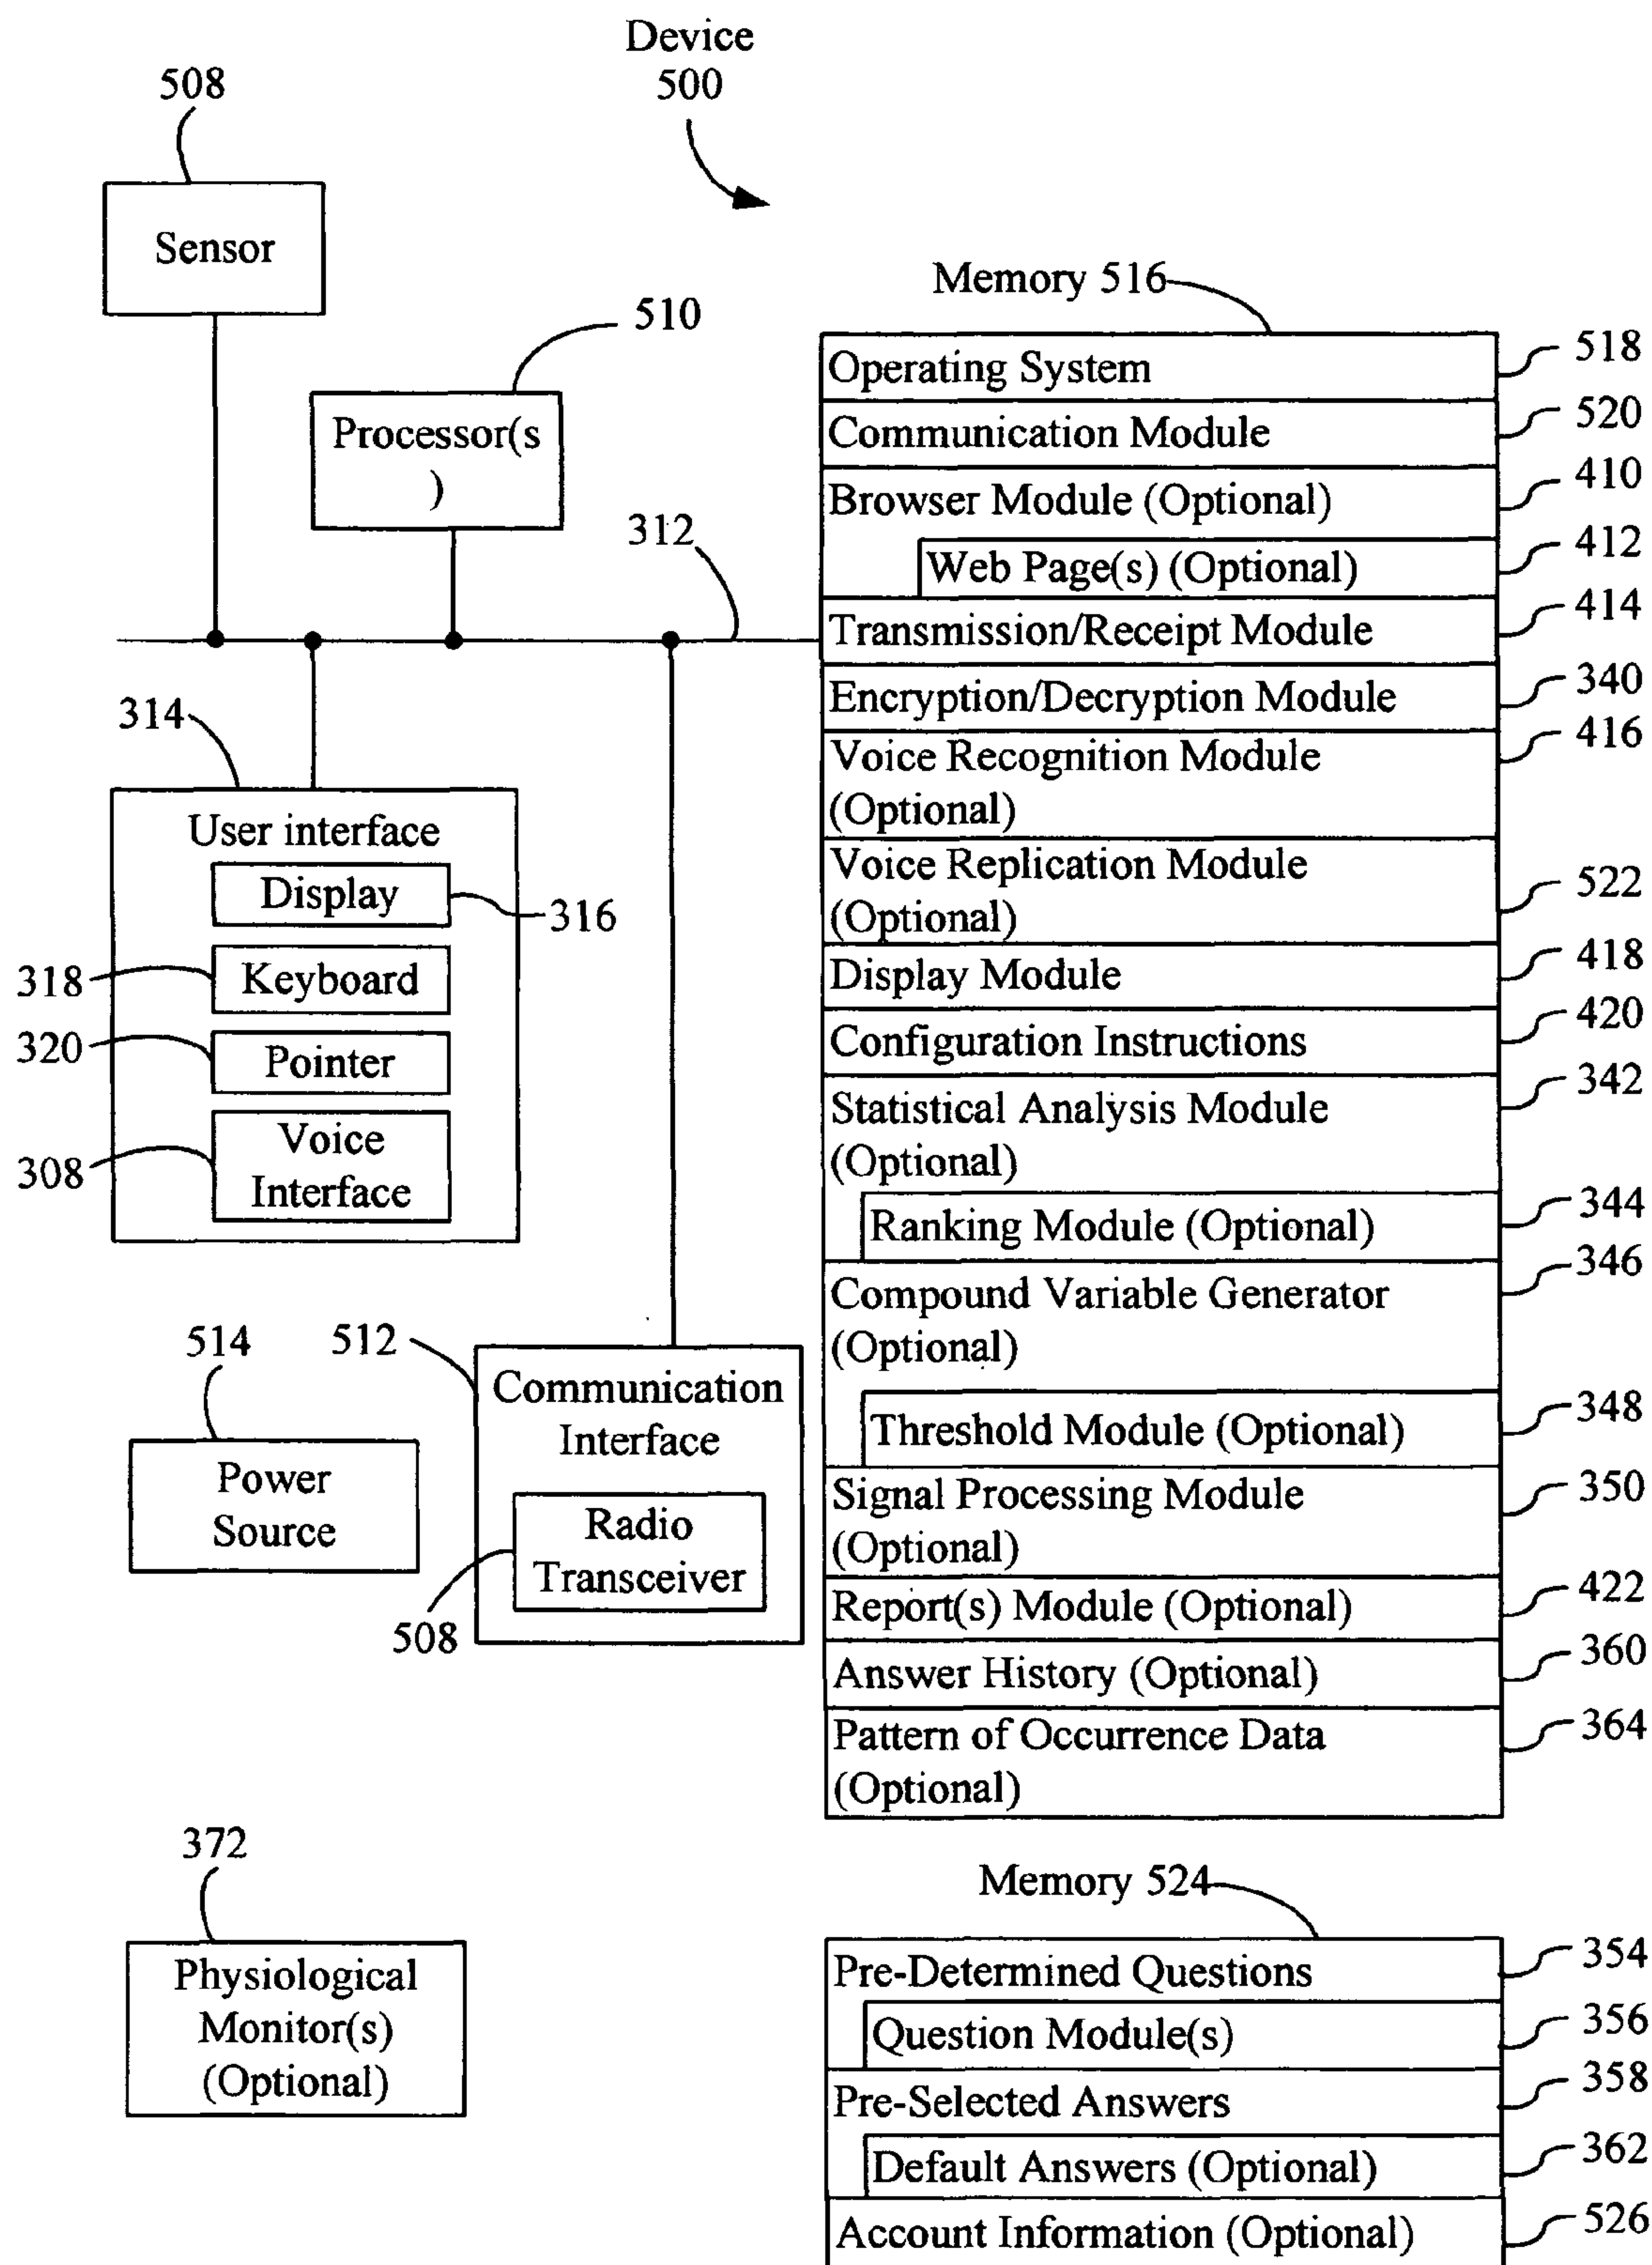 Device
500
508
Sensor
510
Processor(s
)
312
314
User interface
Display
316
318
Keyboard
320
Pointer
308
Voice
Interface
514
Power
Source
512
Communication
Interface
Radio
Transceiver
508
372
Physiological
Monitor(s)
(Optional)
Memory 516
Operating System
518
Communication Module
520
Browser Module (Optional)
410
Web Page(s) (Optional)
412
Transmission/Receipt Module
414
Encryption/Decryption Module
340
Voice Recognition Module
(Optional)
416
Voice Replication Module
(Optional)
522
Display Module
418
Configuration Instructions
420
Statistical Analysis Module
(Optional)
342
Ranking Module (Optional)
344
Compound Variable Generator
(Optional)
346
Threshold Module (Optional)
348
Signal Processing Module
(Optional)
350
Report(s) Module (Optional)
422
Answer History (Optional)
360
Pattern of Occurrence Data
(Optional)
364
Memory 524
Pre-Determined Questions
354
Question Module(s)
356
Pre-Selected Answers
358
Default Answers (Optional)
362
Account Information (Optional)
526